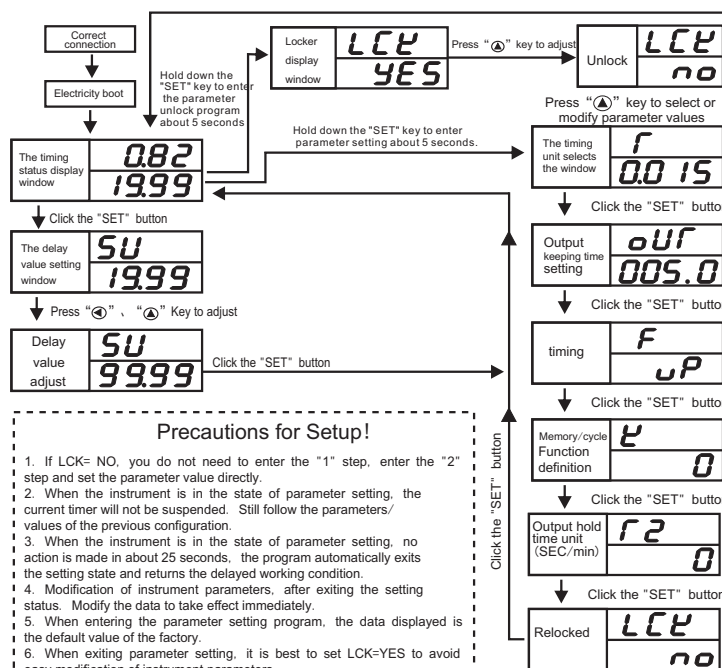 Correct
connection
Electricity boot
Hold down the
"SET" key to enter
the parameter
unlock program
about 5 seconds
Locker
display
window
LCK
YES
Press "▲" key to adjust
Unlock
LCK
no
Press "▲" key to select or
modify parameter values
The timing
status display
window
0.82
19.99
Hold down the "SET" key to enter
parameter setting about 5 seconds.
The timing
unit selects
the window
T
0.01S
Click the "SET" butto
Click the "SET" button
The delay
value setting
window
SU
19.99
Output
keeping time
setting
oUT
005.0
Click the "SET" butto
Press "◀" 、 "▲" Key to adjust
Delay
value
adjust
SU
99.99
Click the "SET" button
timing
F
uP
Click the "SET" butto
Memory/cycle
Function
definition
K
0
Click the "SET" butto
Output hold
time unit
(SEC/min)
T2
0
Click the "SET" button
Relocked
LCK
no
Click the "SET" button
Precautions for Setup!
1. If LCK= NO, you do not need to enter the "1" step, enter the "2"
step and set the parameter value directly.
2. When the instrument is in the state of parameter setting, the
current timer will not be suspended. Still follow the parameters/
values of the previous configuration.
3. When the instrument is in the state of parameter setting, no
action is made in about 25 seconds, the program automatically exits
the setting state and returns the delayed working condition.
4. Modification of instrument parameters, after exiting the setting
status. Modify the data to take effect immediately.
5. When entering the parameter setting program, the data displayed is
the default value of the factory.
6. When exiting parameter setting, it is best to set LCK=YES to avoid
easy modification of instrument parameters